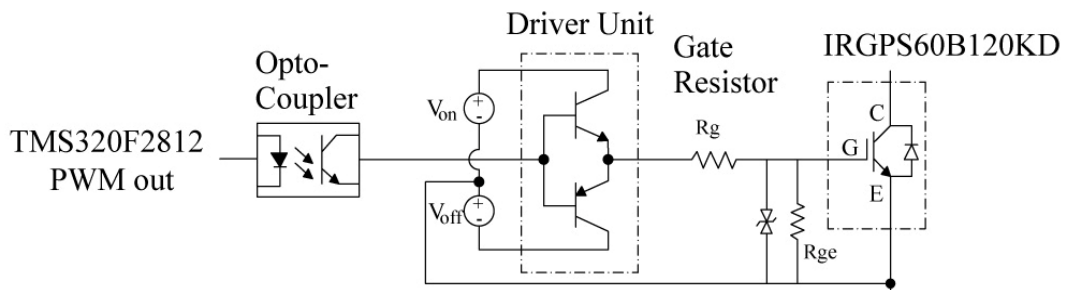 Driver Unit
Opto-
Coupler
Gate
Resistor
IRGPS60B120KD
Von
+
-
C
TMS320F2812
PWM out
Rg
G
E
Voff
+
-
Rge